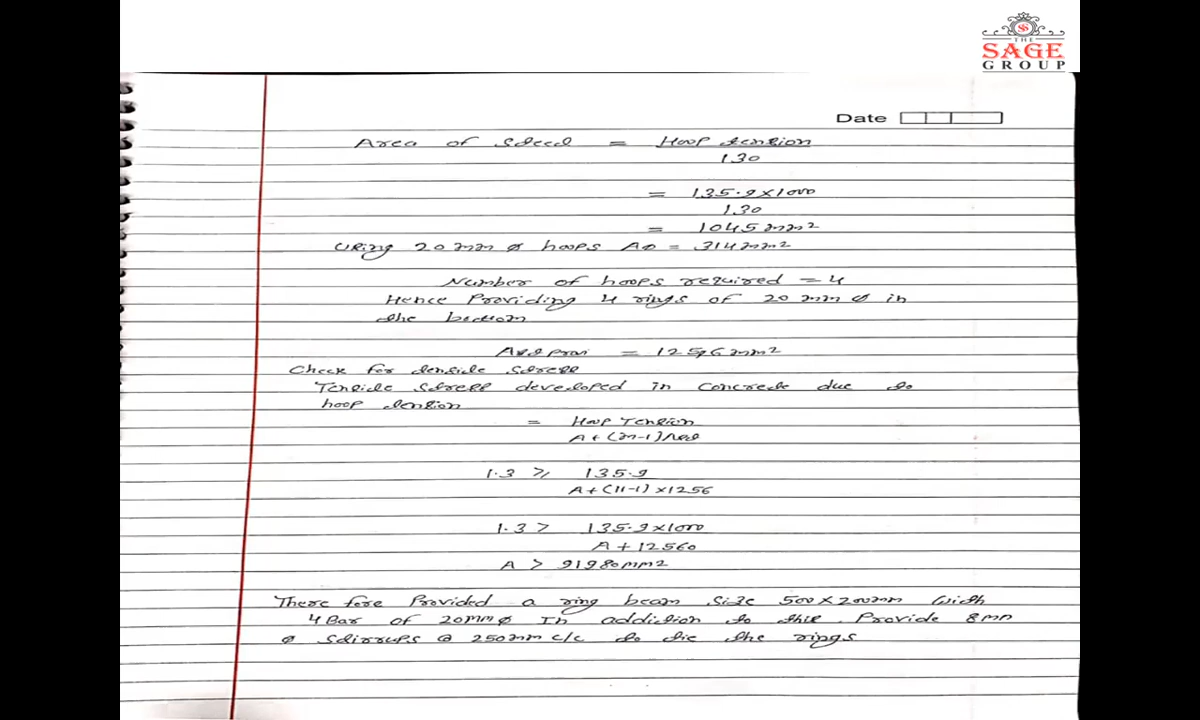 THE
SAGE
GROUP
Date
Area of steel = Hoop tension
130
= 135.9 x 1000
130
= 1045 mm²
Using 20 mm ø hoops Aø = 314 mm²
Number of hoops required = 4
Hence Providing 4 rings of 20 mm ø in
the bottom
Ast prov = 1256 mm²
Check for tensile stress
Tensile stress developed in concrete due to
hoop tension
= Hoop Tension
A + (m-1) Ast
1.3 ≥ 135.9
A + (11-1) x 1256
1.3 > 135.9 x 1000
A + 12560
A > 91980 mm2
There fore Provided a ring beam size 500 x 200 mm with
4 Bar of 20 mm ø In addiction to this. Provide 8 mm
ø stirrups @ 250 mm c/c to tie the rings